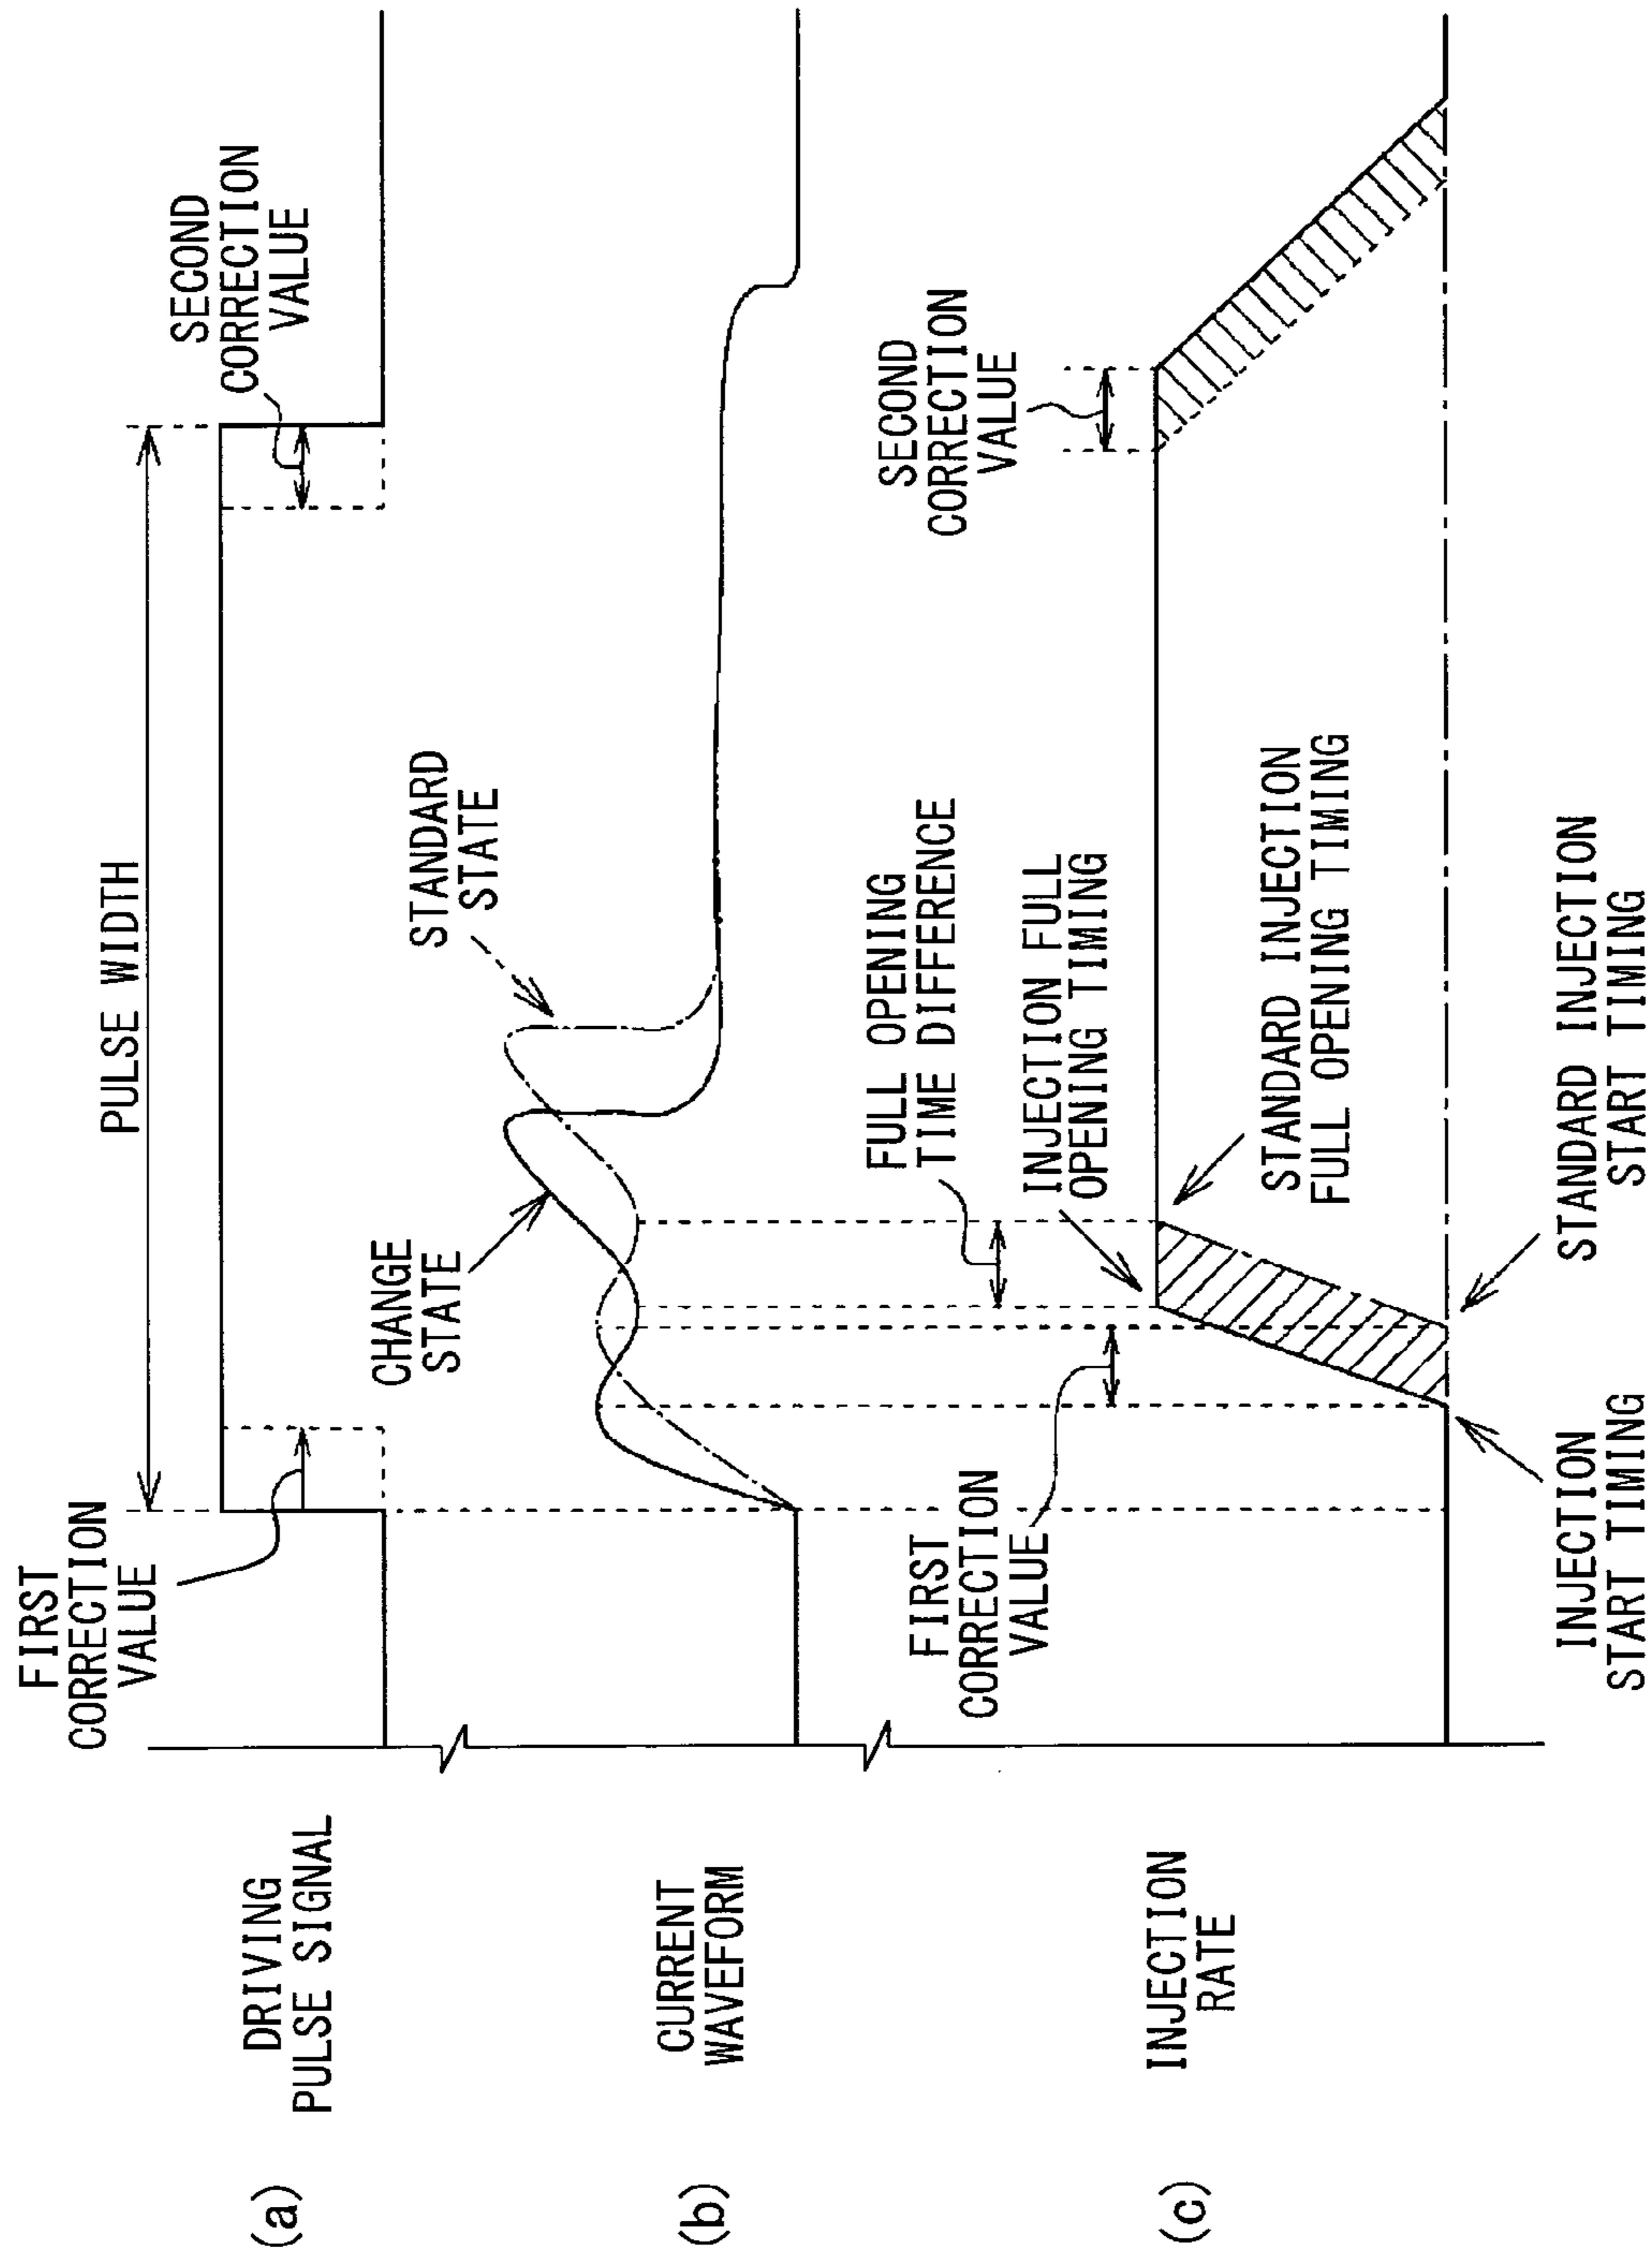 (a)
DRIVING
PULSE SIGNAL
FIRST
CORRECTION
VALUE
PULSE WIDTH
SECOND
CORRECTION
VALUE
(b)
CURRENT
WAVEFORM
CHANGE
STATE
STANDARD
STATE
(c)
INJECTION
RATE
FIRST
CORRECTION
VALUE
FULL OPENING
TIME DIFFERENCE
INJECTION FULL
OPENING TIMING
SECOND
CORRECTION
VALUE
STANDARD INJECTION
FULL OPENING TIMING
INJECTION
START TIMING
STANDARD INJECTION
START TIMING